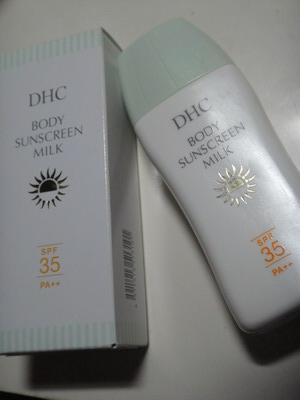 DHC
BODY
SUNSCREEN
MILK
SPF
35
PA++
DHC
BODY
SUNSCREEN
MILK
SPF
35
PA++